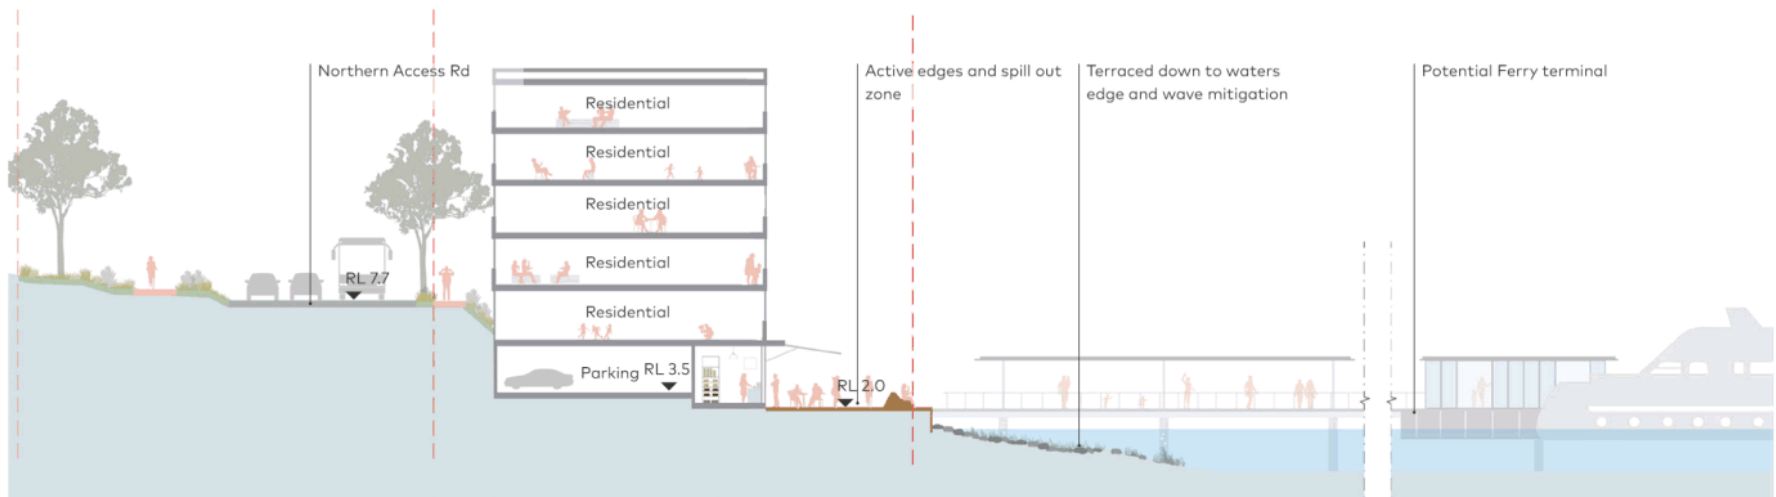 Northern Access Rd
Active edges and spill out
zone
Terraced down to waters
edge and wave mitigation
Potential Ferry terminal
Residential
Residential
Residential
Residential
Residential
RL 7.7
Parking
RL 3.5
RL 2.0